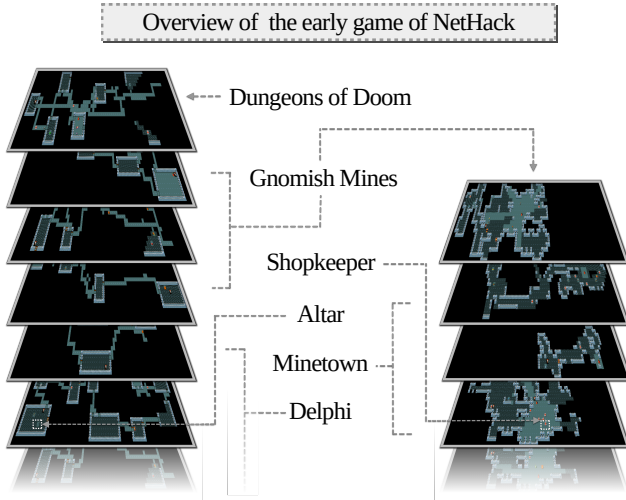 Overview of the early game of NetHack
Dungeons of Doom
Gnomish Mines
Shopkeeper
Altar
Minetown
Delphi